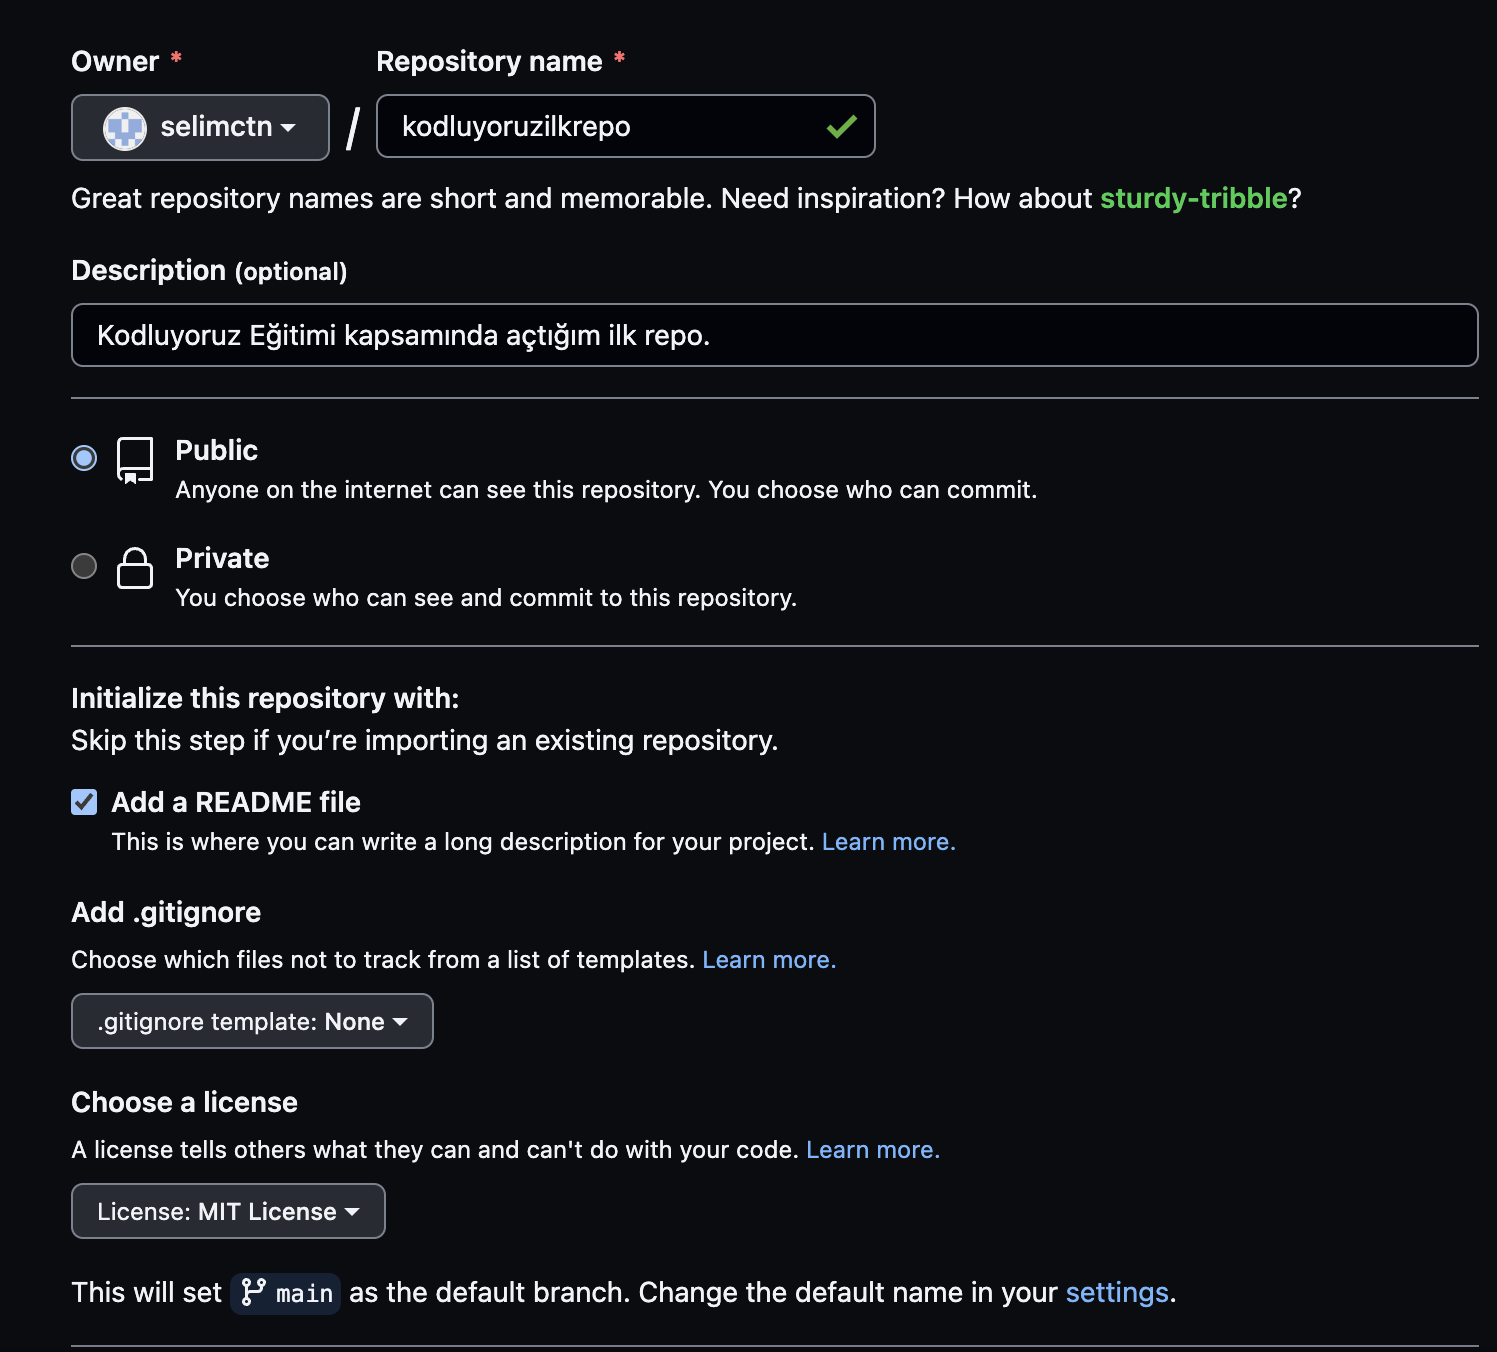 Owner * Repository name *
selimctn / kodluyoruzilkrepo
Great repository names are short and memorable. Need inspiration? How about sturdy-tribble?
Description (optional)
Kodluyoruz Eğitimi kapsamında açtığım ilk repo.
Public
Anyone on the internet can see this repository. You choose who can commit.
Private
You choose who can see and commit to this repository.
Initialize this repository with:
Skip this step if you’re importing an existing repository.
Add a README file
This is where you can write a long description for your project. Learn more.
Add .gitignore
Choose which files not to track from a list of templates. Learn more.
.gitignore template: None
Choose a license
A license tells others what they can and can't do with your code. Learn more.
License: MIT License
This will set main as the default branch. Change the default name in your settings.